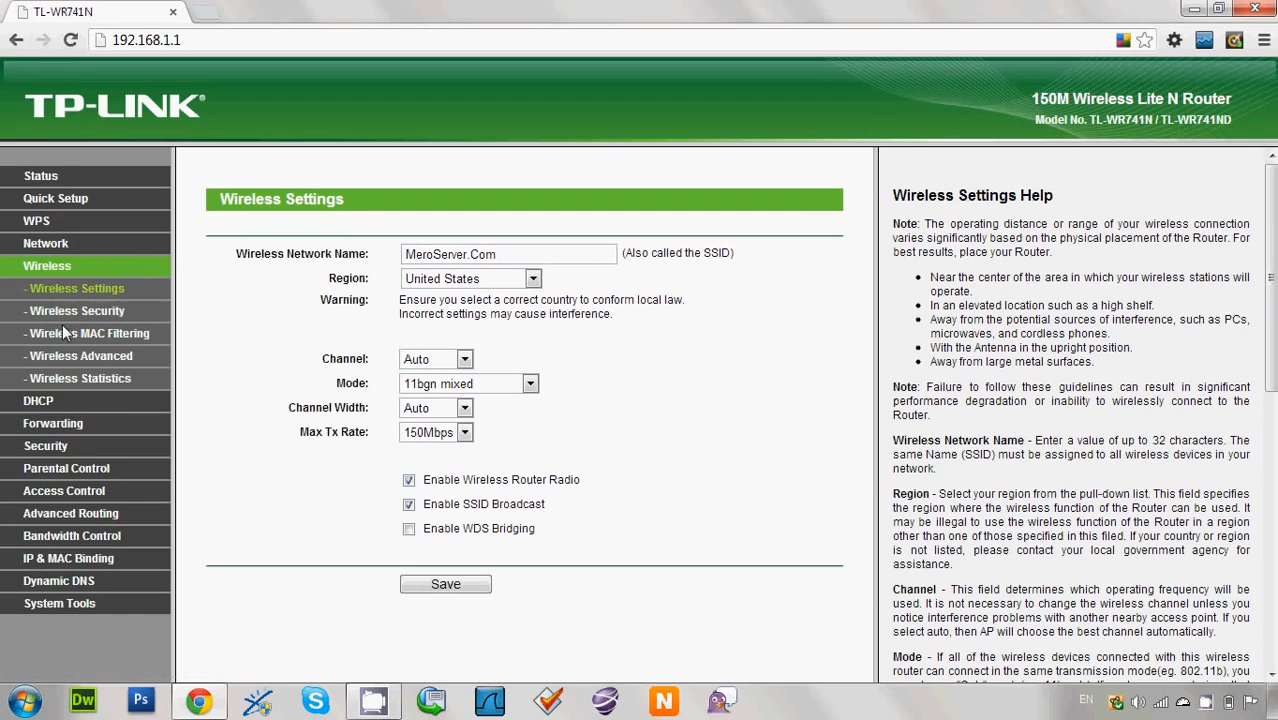 TL-WR741N
192.168.1.1
TP-LINK®
150M Wireless Lite N Router
Model No. TL-WR741N / TL-WR741ND
Status
Quick Setup
WPS
Network
Wireless
- Wireless Settings
- Wireless Security
- Wireless MAC Filtering
- Wireless Advanced
- Wireless Statistics
DHCP
Forwarding
Security
Parental Control
Access Control
Advanced Routing
Bandwidth Control
IP & MAC Binding
Dynamic DNS
System Tools
Wireless Settings
Wireless Network Name: MeroServer.Com (Also called the SSID)
Region: United States
Warning: Ensure you select a correct country to conform local law.
Incorrect settings may cause interference.
Channel: Auto
Mode: 11bgn mixed
Channel Width: Auto
Max Tx Rate: 150Mbps
Enable Wireless Router Radio
Enable SSID Broadcast
Enable WDS Bridging
Save
Wireless Settings Help
Note: The operating distance or range of your wireless connection
varies significantly based on the physical placement of the Router. For
best results, place your Router.
• Near the center of the area in which your wireless stations will
operate.
• In an elevated location such as a high shelf.
• Away from the potential sources of interference, such as PCs,
microwaves, and cordless phones.
• With the Antenna in the upright position.
• Away from large metal surfaces.
Note: Failure to follow these guidelines can result in significant
performance degradation or inability to wirelessly connect to the
Router.
Wireless Network Name - Enter a value of up to 32 characters. The
same Name (SSID) must be assigned to all wireless devices in your
network.
Region - Select your region from the pull-down list. This field specifies
the region where the wireless function of the Router can be used. It
may be illegal to use the wireless function of the Router in a region
other than one of those specified in this filed. If your country or region
is not listed, please contact your local government agency for
assistance.
Channel - This field determines which operating frequency will be
used. It is not necessary to change the wireless channel unless you
notice interference problems with another nearby access point. If you
select auto, then AP will choose the best channel automatically.
Mode - If all of the wireless devices connected with this wireless
router can connect in the same transmission mode(eg. 802.11b), you
Dw
Ps
N
EN